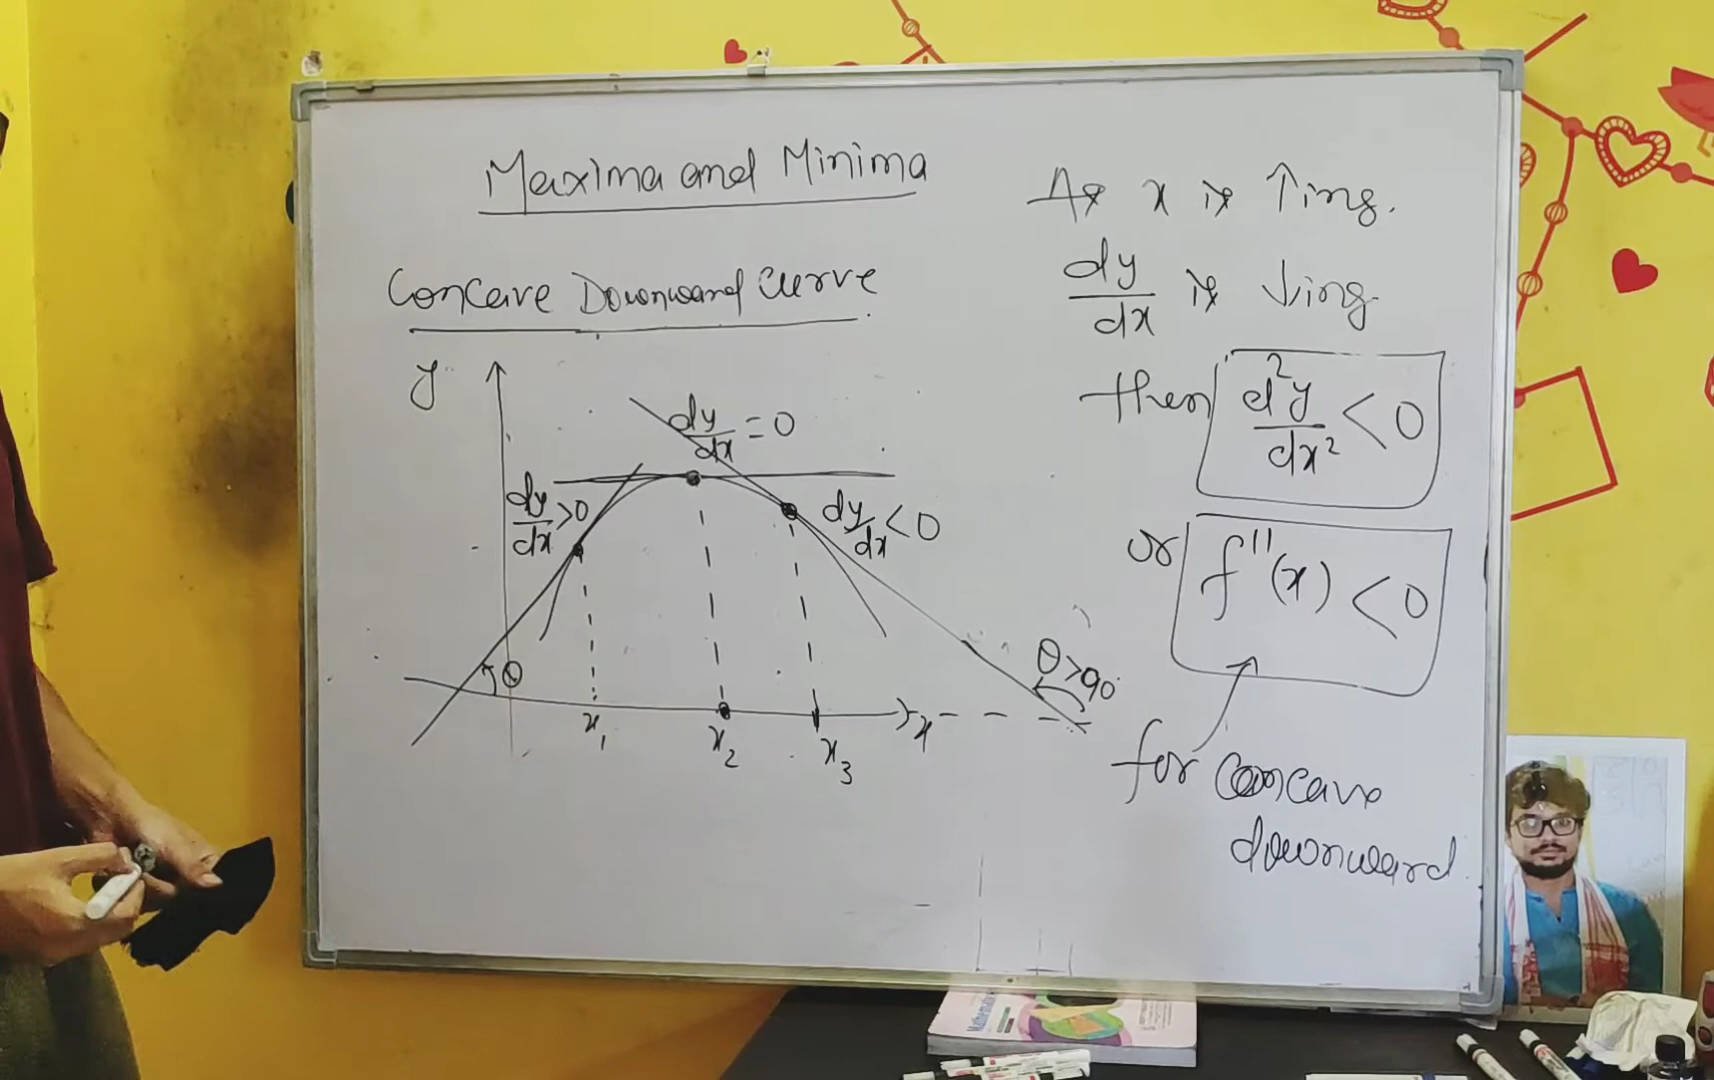 Maxima and Minima
Concave Downward Curve
y
dy/dx = 0
dy/dx > 0
dy/dx < 0
θ
θ > 90
x₁
x₂
x₃
x
As x is ↑ing.
dy/dx is ↓ing.
then d²y/dx² < 0
or f''(x) < 0
for concave
downward.
Mathematics